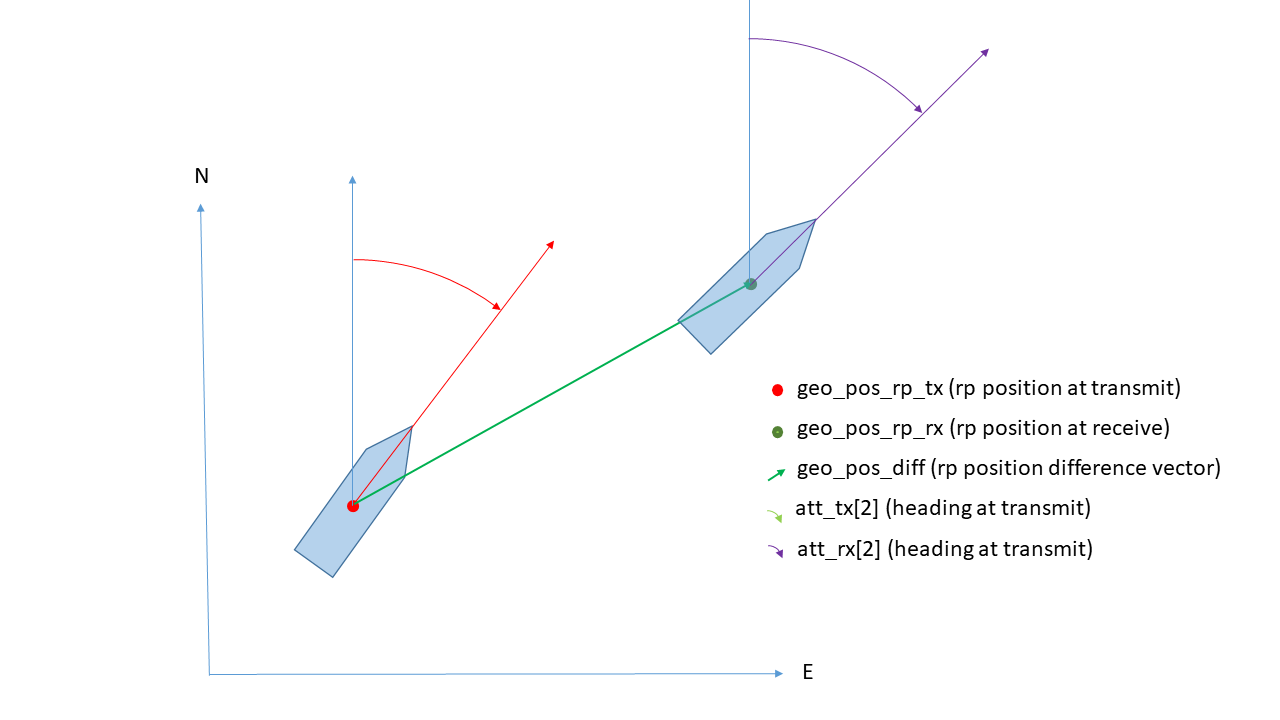 N
geo_pos_rp_tx (rp position at transmit)
geo_pos_rp_rx (rp position at receive)
geo_pos_diff (rp position difference vector)
att_tx[2] (heading at transmit)
att_rx[2] (heading at transmit)
E